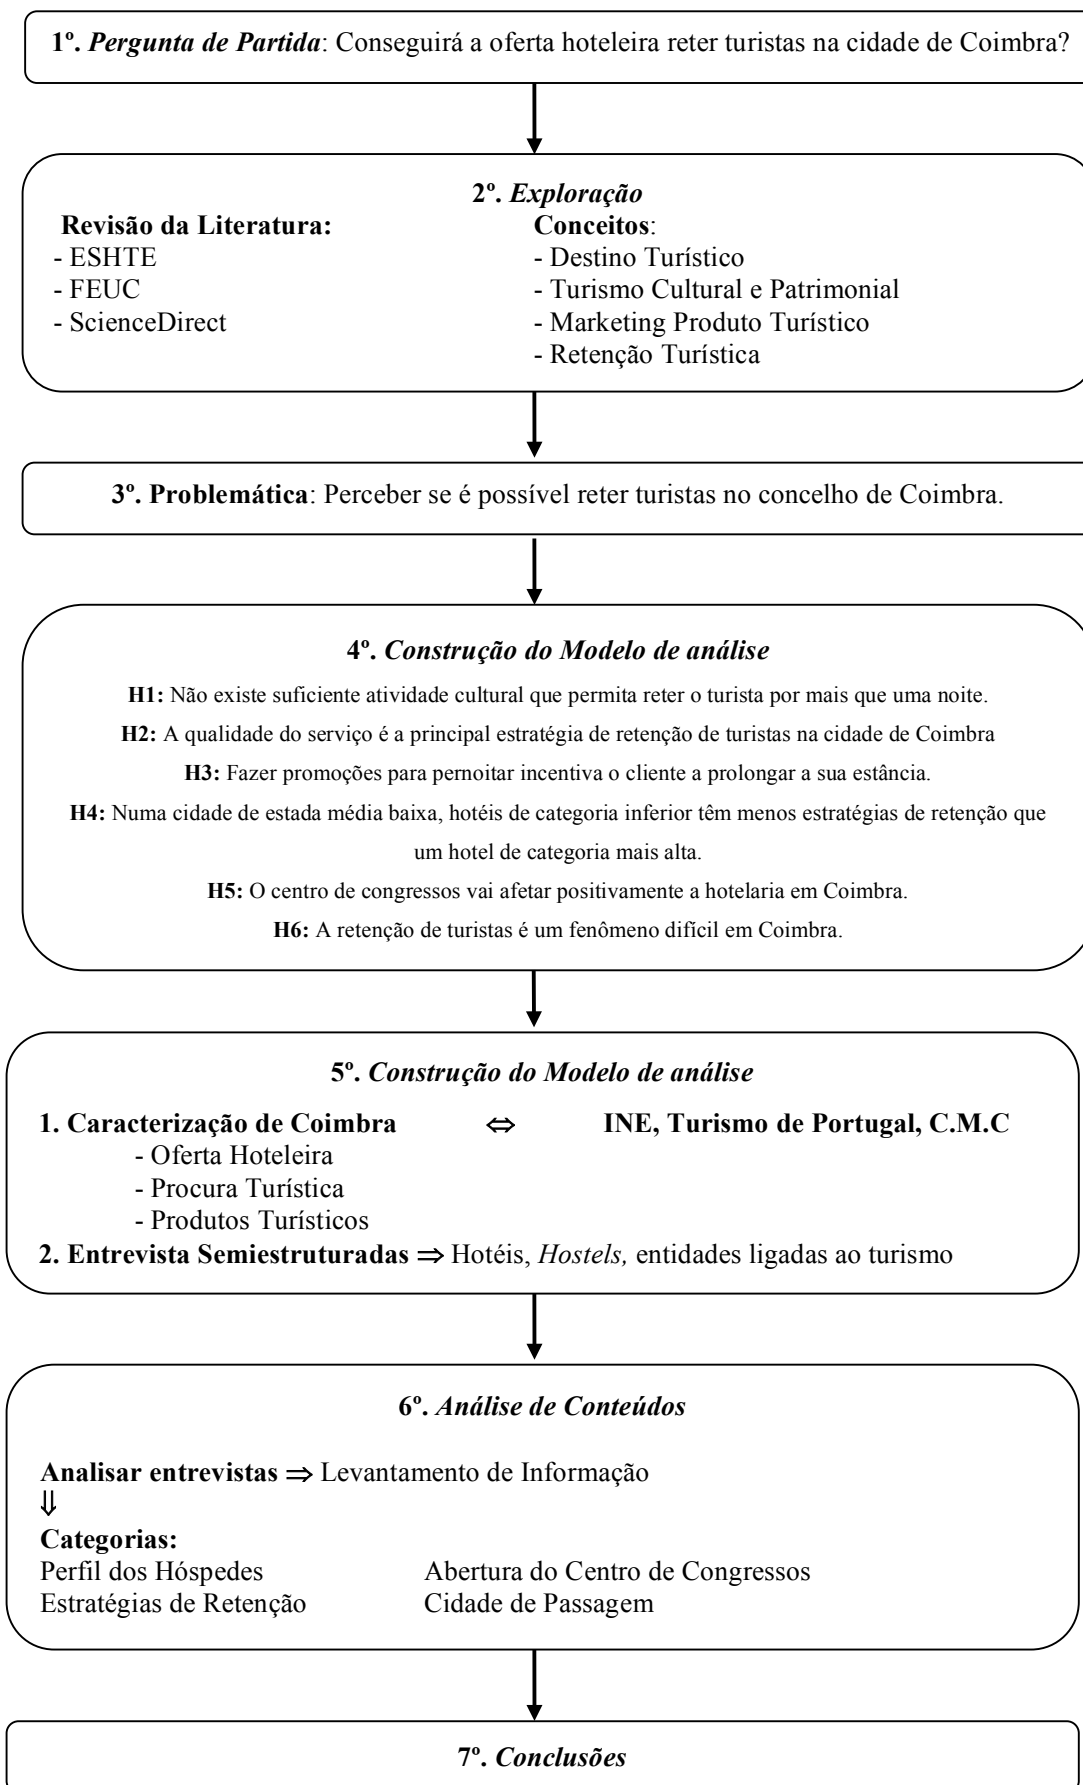 1º. Pergunta de Partida: Conseguirá a oferta hoteleira reter turistas na cidade de Coimbra?
2º. Exploração
Revisão da Literatura:
- ESHTE
- FEUC
- ScienceDirect
Conceitos:
- Destino Turístico
- Turismo Cultural e Patrimonial
- Marketing Produto Turístico
- Retenção Turística
3º. Problemática: Perceber se é possível reter turistas no concelho de Coimbra.
4º. Construção do Modelo de análise
H1: Não existe suficiente atividade cultural que permita reter o turista por mais que uma noite.
H2: A qualidade do serviço é a principal estratégia de retenção de turistas na cidade de Coimbra
H3: Fazer promoções para pernoitar incentiva o cliente a prolongar a sua estância.
H4: Numa cidade de estada média baixa, hotéis de categoria inferior têm menos estratégias de retenção que
um hotel de categoria mais alta.
H5: O centro de congressos vai afetar positivamente a hotelaria em Coimbra.
H6: A retenção de turistas é um fenômeno difícil em Coimbra.
5º. Construção do Modelo de análise
1. Caracterização de Coimbra ⇔ INE, Turismo de Portugal, C.M.C
- Oferta Hoteleira
- Procura Turística
- Produtos Turísticos
2. Entrevista Semiestruturadas ⇒ Hotéis, Hostels, entidades ligadas ao turismo
6º. Análise de Conteúdos
Analisar entrevistas ⇒ Levantamento de Informação
⇓
Categorias:
Perfil dos Hóspedes Abertura do Centro de Congressos
Estratégias de Retenção Cidade de Passagem
7º. Conclusões